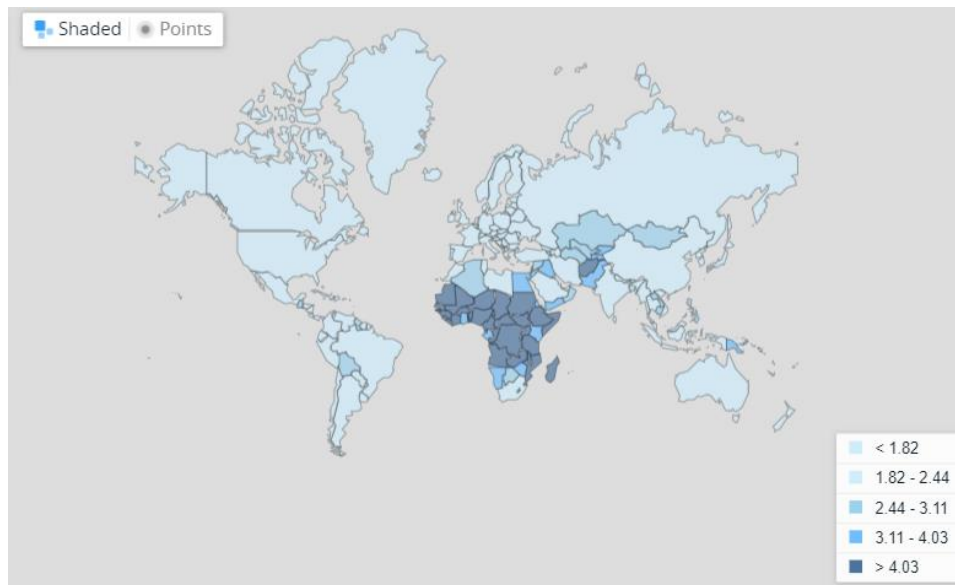 Shaded Points
< 1.82
1.82 - 2.44
2.44 - 3.11
3.11 - 4.03
> 4.03